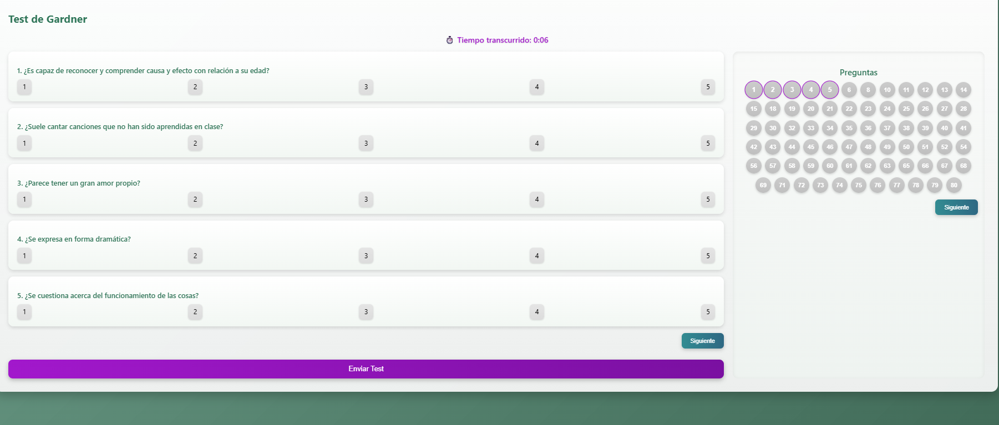 Test de Gardner
Tiempo transcurrido: 0:06
1. ¿Es capaz de reconocer y comprender causa y efecto con relación a su edad?
1 2 3 4 5
2. ¿Suele cantar canciones que no han sido aprendidas en clase?
1 2 3 4 5
3. ¿Parece tener un gran amor propio?
1 2 3 4 5
4. ¿Se expresa en forma dramática?
1 2 3 4 5
5. ¿Se cuestiona acerca del funcionamiento de las cosas?
1 2 3 4 5
Siguiente
Enviar Test
Preguntas
1 2 3 4 5 6 8 10 11 12 13 14
15 18 19 20 21 22 23 24 25 26 27 28
29 30 32 33 34 35 36 37 38 39 40 41
42 43 44 45 46 47 48 49 50 51 52 54
56 57 58 59 60 61 62 63 65 66 67 68
69 71 72 73 74 75 76 77 78 79 80
Siguiente